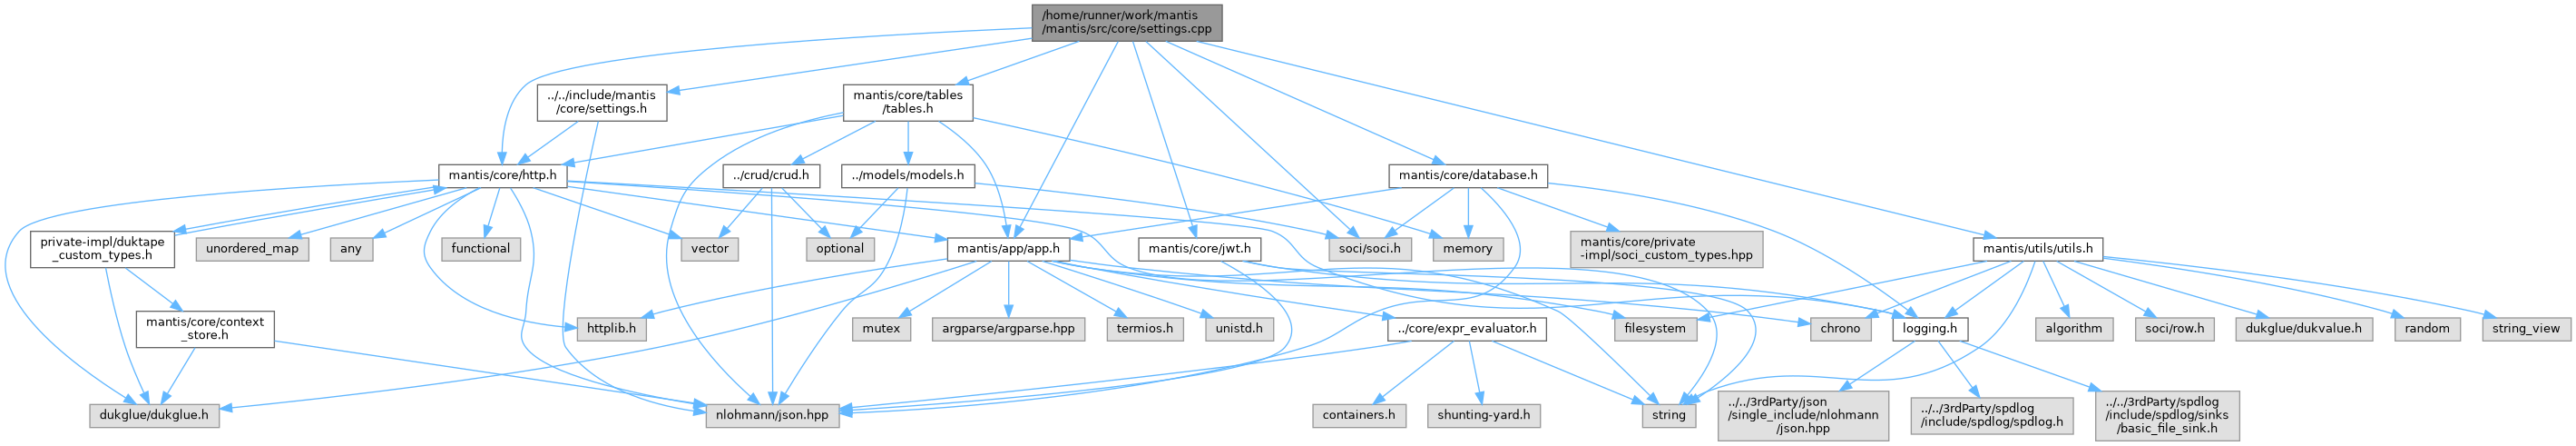 /home/runner/work/mantis
/mantis/src/core/settings.cpp
../../include/mantis
/core/settings.h
mantis/core/tables
/tables.h
mantis/core/http.h
../crud/crud.h
../models/models.h
mantis/core/database.h
private-impl/duktape
_custom_types.h
unordered_map
any
functional
vector
optional
mantis/app/app.h
mantis/core/jwt.h
soci/soci.h
memory
mantis/core/private
-impl/soci_custom_types.hpp
mantis/utils/utils.h
mantis/core/context
_store.h
httplib.h
mutex
argparse/argparse.hpp
termios.h
unistd.h
../core/expr_evaluator.h
filesystem
chrono
logging.h
algorithm
soci/row.h
dukglue/dukvalue.h
random
string_view
dukglue/dukglue.h
nlohmann/json.hpp
containers.h
shunting-yard.h
string
../../3rdParty/json
/single_include/nlohmann
/json.hpp
../../3rdParty/spdlog
/include/spdlog/spdlog.h
../../3rdParty/spdlog
/include/spdlog/sinks
/basic_file_sink.h